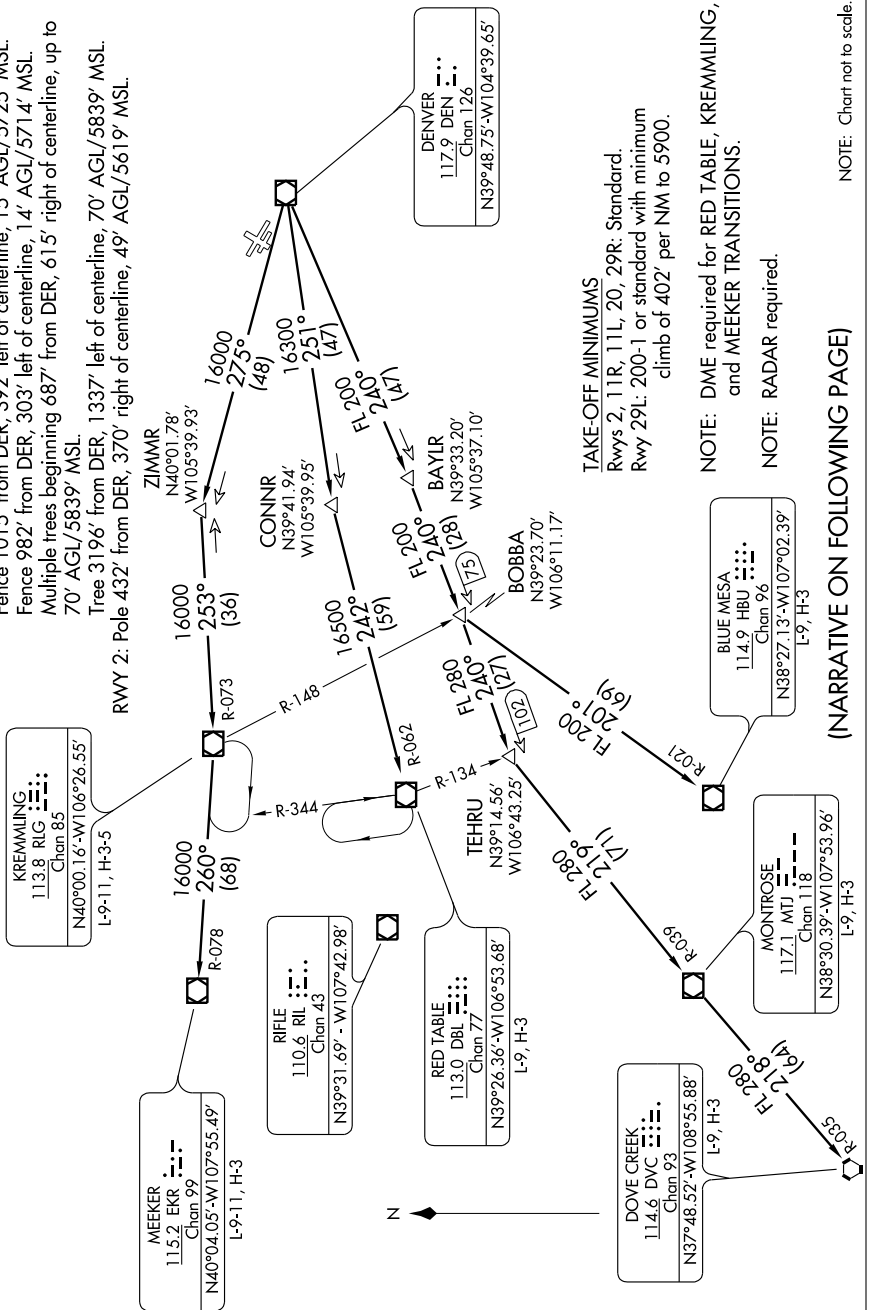 Fence 1013' from DER, 392' left of centerline, 15' AGL/5725' MSL.
Fence 982' from DER, 303' left of centerline, 14' AGL/5714' MSL.
Multiple trees beginning 687' from DER, 615' right of centerline, up to
70' AGL/5839' MSL.
Tree 3196' from DER, 1337' left of centerline, 70' AGL/5839' MSL.
RWY 2: Pole 432' from DER, 370' right of centerline, 49' AGL/5619' MSL.
KREMMLING
113.8 RLG
Chan 85
N40°00.16'-W106°26.55'
L-9-11, H-3-5
MEEKER
115.2 EKR
Chan 99
N40°04.05'-W107°55.49'
L-9-11, H-3
R-078
16000
260°
(68)
R-073
16000
253°
(36)
ZIMMR
N40°01.78'
W105°39.93'
16000
275°
(48)
DENVER
117.9 DEN
Chan 126
N39°48.75'-W104°39.65'
16300
251°
(47)
CONNR
N39°41.94'
W105°39.95'
16500
242°
(59)
R-062
R-148
R-344
R-134
FL 200
240°
(47)
BAYLR
N39°33.20'
W105°37.10'
FL 200
240°
(28)
75
BOBBA
N39°23.70'
W106°11.17'
FL 280
240°
(27)
102
TEHRU
N39°14.56'
W106°43.25'
RIFLE
110.6 RIL
Chan 43
N39°31.69' - W107°42.98'
RED TABLE
113.0 DBL
Chan 77
N39°26.36'-W106°53.68'
L-9, H-3
FL 200
201°
(69)
R-021
BLUE MESA
114.9 HBU
Chan 96
N38°27.13'-W107°02.39'
L-9, H-3
FL 280
219°
(71)
R-039
MONTROSE
117.1 MTJ
Chan 118
N38°30.39'-W107°53.96'
L-9, H-3
FL 280
218°
(64)
R-035
DOVE CREEK
114.6 DVC
Chan 93
N37°48.52'-W108°55.88'
L-9, H-3
N
TAKE-OFF MINIMUMS
Rwys 2, 11R, 11L, 20, 29R: Standard.
Rwy 29L: 200-1 or standard with minimum
climb of 402' per NM to 5900.
NOTE: DME required for RED TABLE, KREMMLING,
and MEEKER TRANSITIONS.
NOTE: RADAR required.
(NARRATIVE ON FOLLOWING PAGE)
NOTE: Chart not to scale.